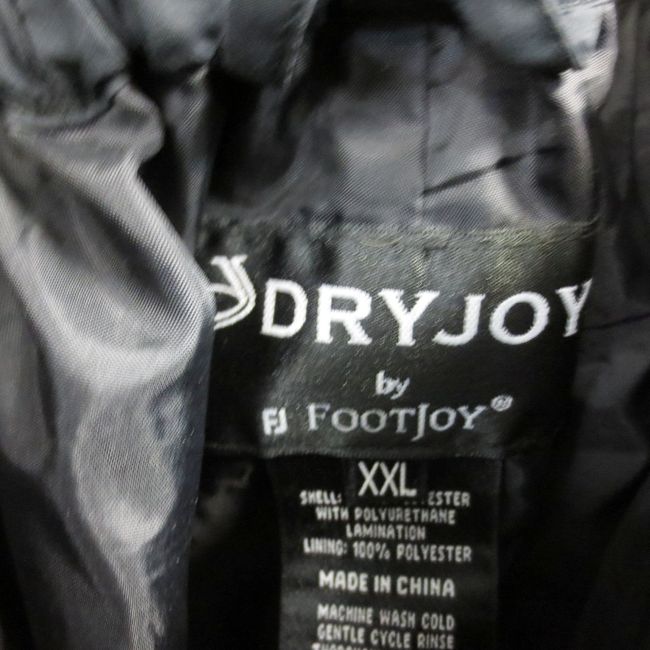 DRYJOY
by
FJ FOOTJOY®
XXL
SHELL: ESTER
WITH POLYURETHANE
LAMINATION
LINING: 100% POLYESTER
MADE IN CHINA
MACHINE WASH COLD
GENTLE CYCLE RINSE